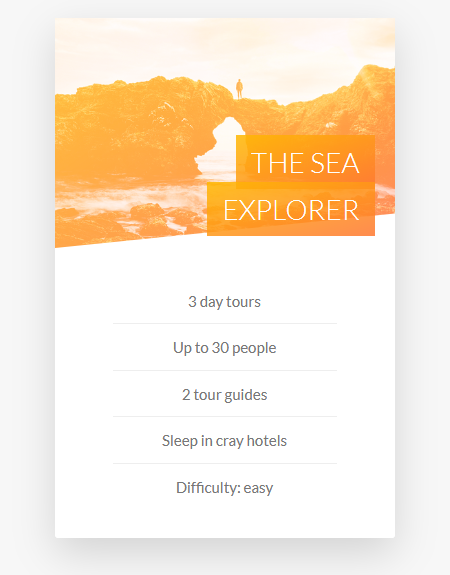 THE SEA
EXPLORER
3 day tours
Up to 30 people
2 tour guides
Sleep in cray hotels
Difficulty: easy